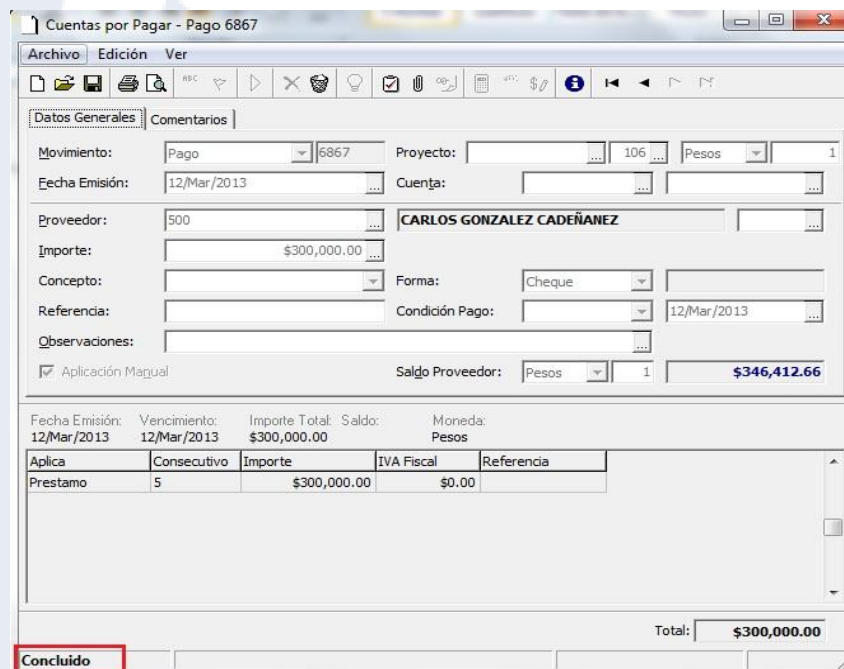 Cuentas por Pagar - Pago 6867
Archivo Edición Ver
Datos Generales Comentarios
Movimiento: Pago 6867 Proyecto: ... 106 ... Pesos 1
Fecha Emisión: 12/Mar/2013 ... Cuenta: ... ...
Proveedor: 500 ... CARLOS GONZALEZ CADEÑANEZ ...
Importe: $300,000.00 ...
Concepto: Forma: Cheque
Referencia: Condición Pago: 12/Mar/2013 ...
Observaciones: ...
Aplicación Manual Saldo Proveedor: Pesos 1 $346,412.66
Fecha Emisión: Vencimiento: Importe Total: Saldo: Moneda:
12/Mar/2013 12/Mar/2013 $300,000.00 Pesos
Aplica Consecutivo Importe IVA Fiscal Referencia
Prestamo 5 $300,000.00 $0.00
Total: $300,000.00
Concluido